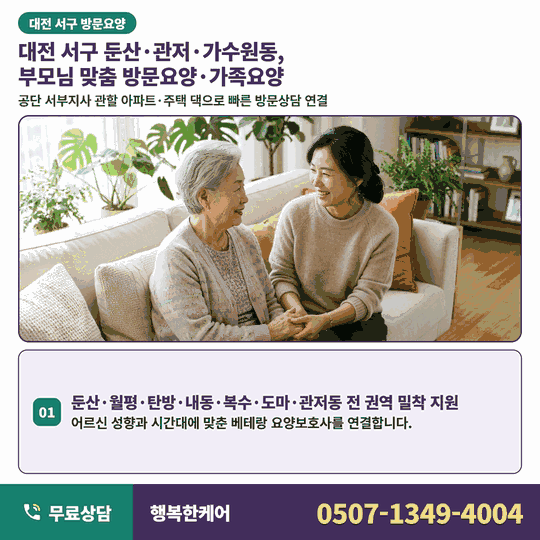 대전 서구 방문요양
대전 서구 둔산·관저·가수원동,
부모님 맞춤 방문요양·가족요양
공단 서부지사 관할 아파트·주택 댁으로 빠른 방문상담 연결
01
둔산·월평·탄방·내동·복수·도마·관저동 전 권역 밀착 지원
어르신 성향과 시간대에 맞춘 베테랑 요양보호사를 연결합니다.
무료상담
행복한케어
0507-1349-4004